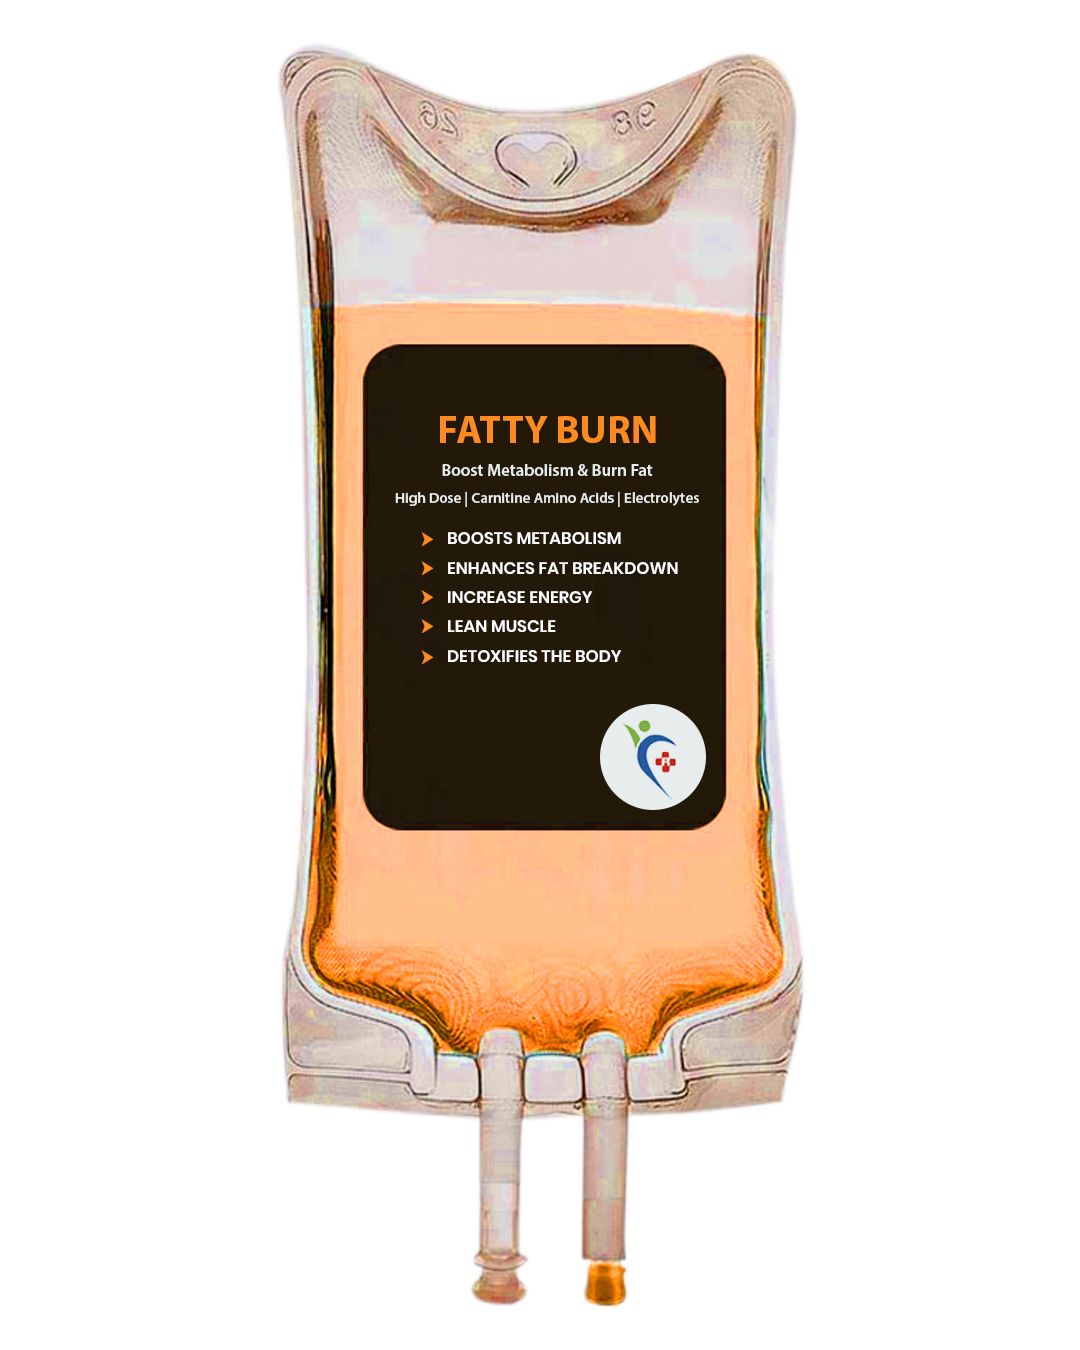 FATTY BURN
Boost Metabolism & Burn Fat
High Dose | Carnitine Amino Acids | Electrolytes
BOOSTS METABOLISM
ENHANCES FAT BREAKDOWN
INCREASE ENERGY
LEAN MUSCLE
DETOXIFIES THE BODY